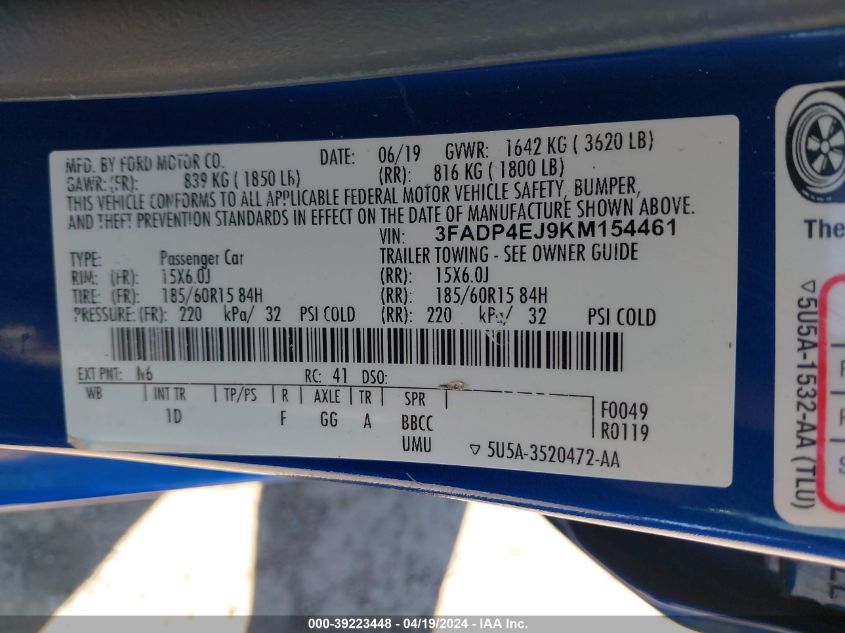 MFD. BY FORD MOTOR CO. DATE: 06/19 GVWR: 1642 KG ( 3620 LB)
GAWR: (FR): 839 KG ( 1850 Lb) (RR): 816 KG ( 1800 LB)
THIS VEHICLE CONFORMS TO ALL APPLICABLE FEDERAL MOTOR VEHICLE SAFETY, BUMPER,
AND THEFT PREVENTION STANDARDS IN EFFECT ON THE DATE OF MANUFACTURE SHOWN ABOVE.
VIN: 3FADP4EJ9KM154461
TYPE: Passenger Car TRAILER TOWING - SEE OWNER GUIDE
RIM: (FR): 15X6.0J (RR): 15X6.0J
TIRE: (FR): 185/60R15 84H (RR): 185/60R15 84H
PRESSURE: (FR): 220 kPa/ 32 PSI COLD (RR): 220 kPa/ 32 PSI COLD
EXT PNT: RC: 41 DSO:
WB INT TR TP/PS R AXLE TR SPR F0049
1D F GG A BBCC R0119
UMU ▽ 5U5A-3520472-AA
The
▽5U5A-1532-AA (TLU)
000-39223448 - 04/19/2024 - IAA Inc.